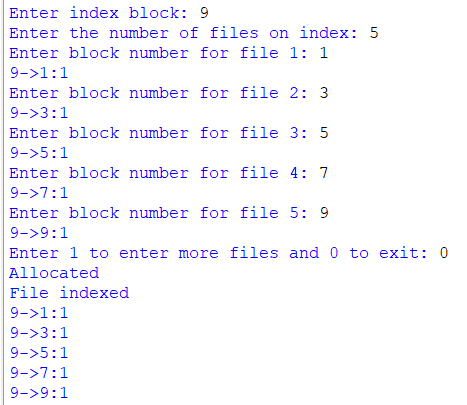 Enter index block: 9
Enter the number of files on index: 5
Enter block number for file 1: 1
9->1:1
Enter block number for file 2: 3
9->3:1
Enter block number for file 3: 5
9->5:1
Enter block number for file 4: 7
9->7:1
Enter block number for file 5: 9
9->9:1
Enter 1 to enter more files and 0 to exit: 0
Allocated
File indexed
9->1:1
9->3:1
9->5:1
9->7:1
9->9:1